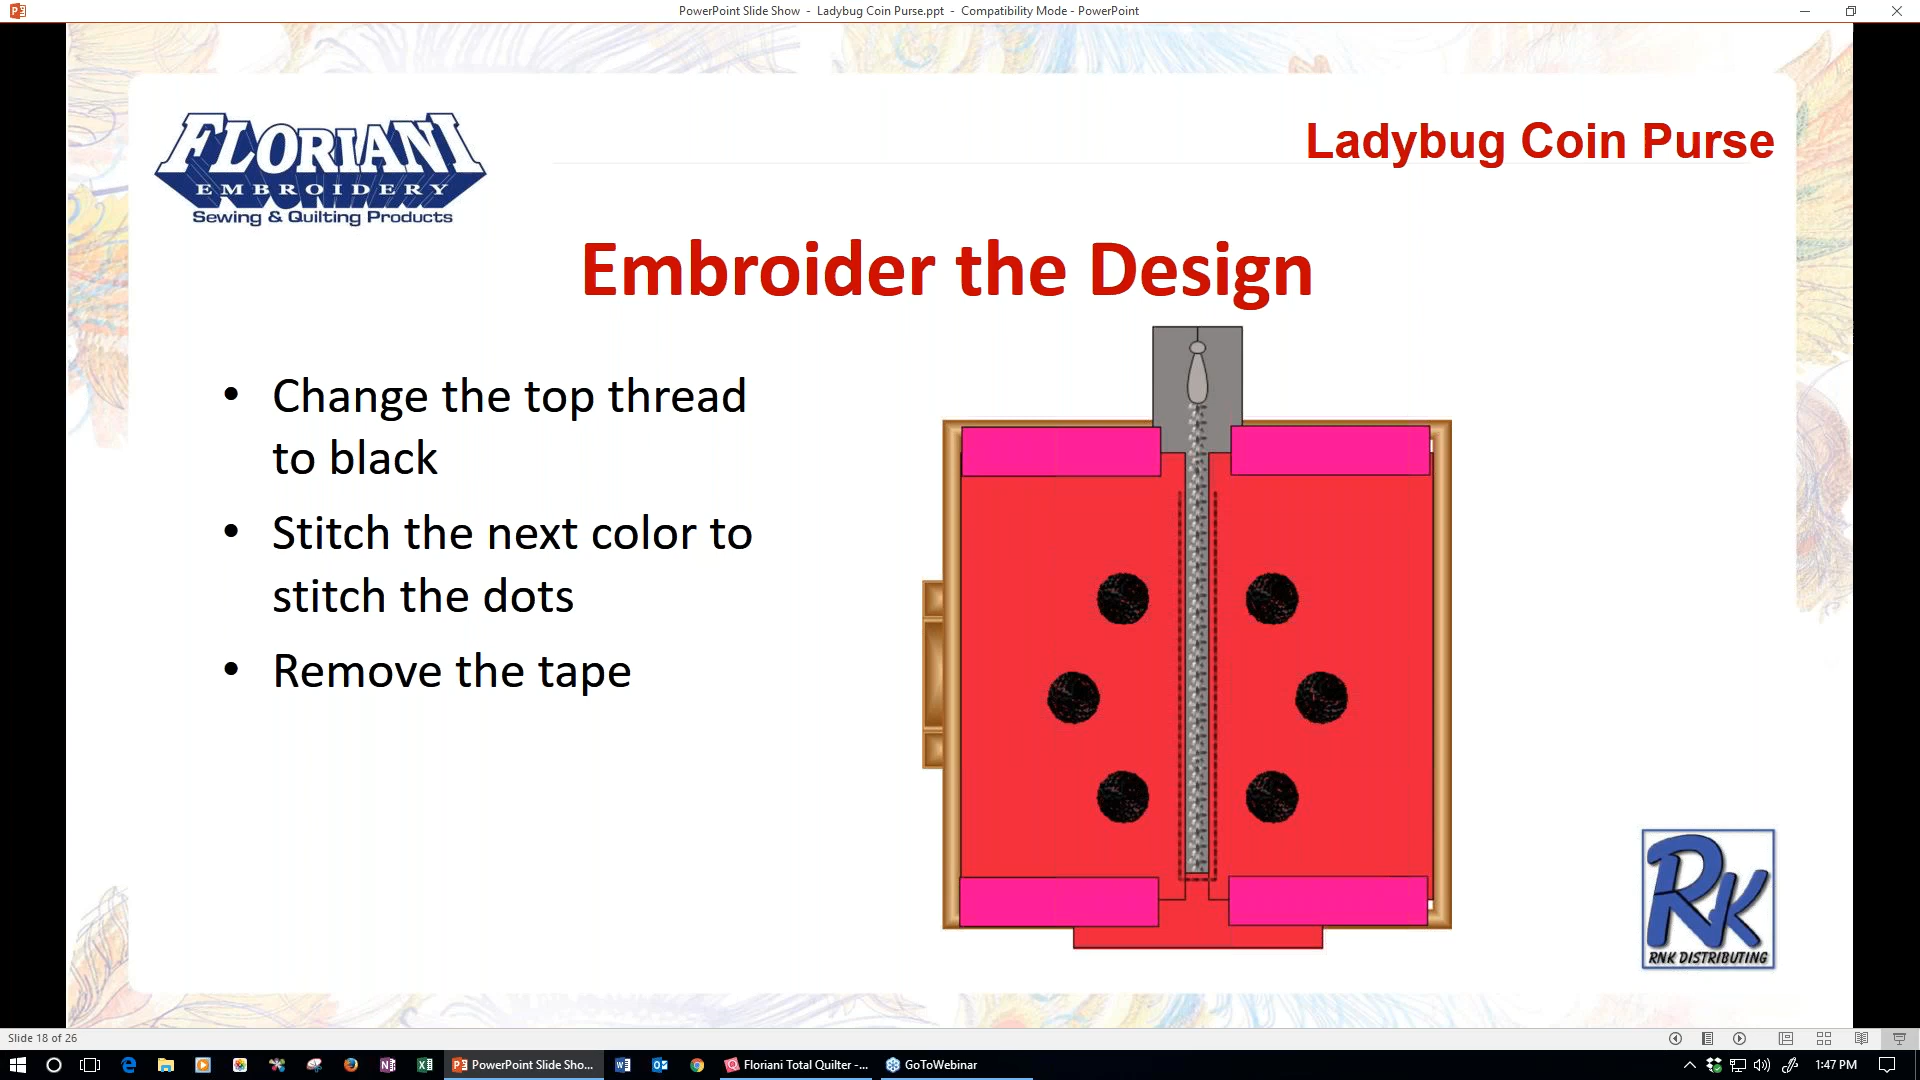 PowerPoint Slide Show - Ladybug Coin Purse.ppt - Compatibility Mode - PowerPoint
FLORIANI
EMBROIDERY
Sewing & Quilting Products
Ladybug Coin Purse
Embroider the Design
• Change the top thread
to black
• Stitch the next color to
stitch the dots
• Remove the tape
RK
RNK DISTRIBUTING
Slide 18 of 26
PowerPoint Slide Sho...
Floriani Total Quilter -...
GoToWebinar
1:47 PM